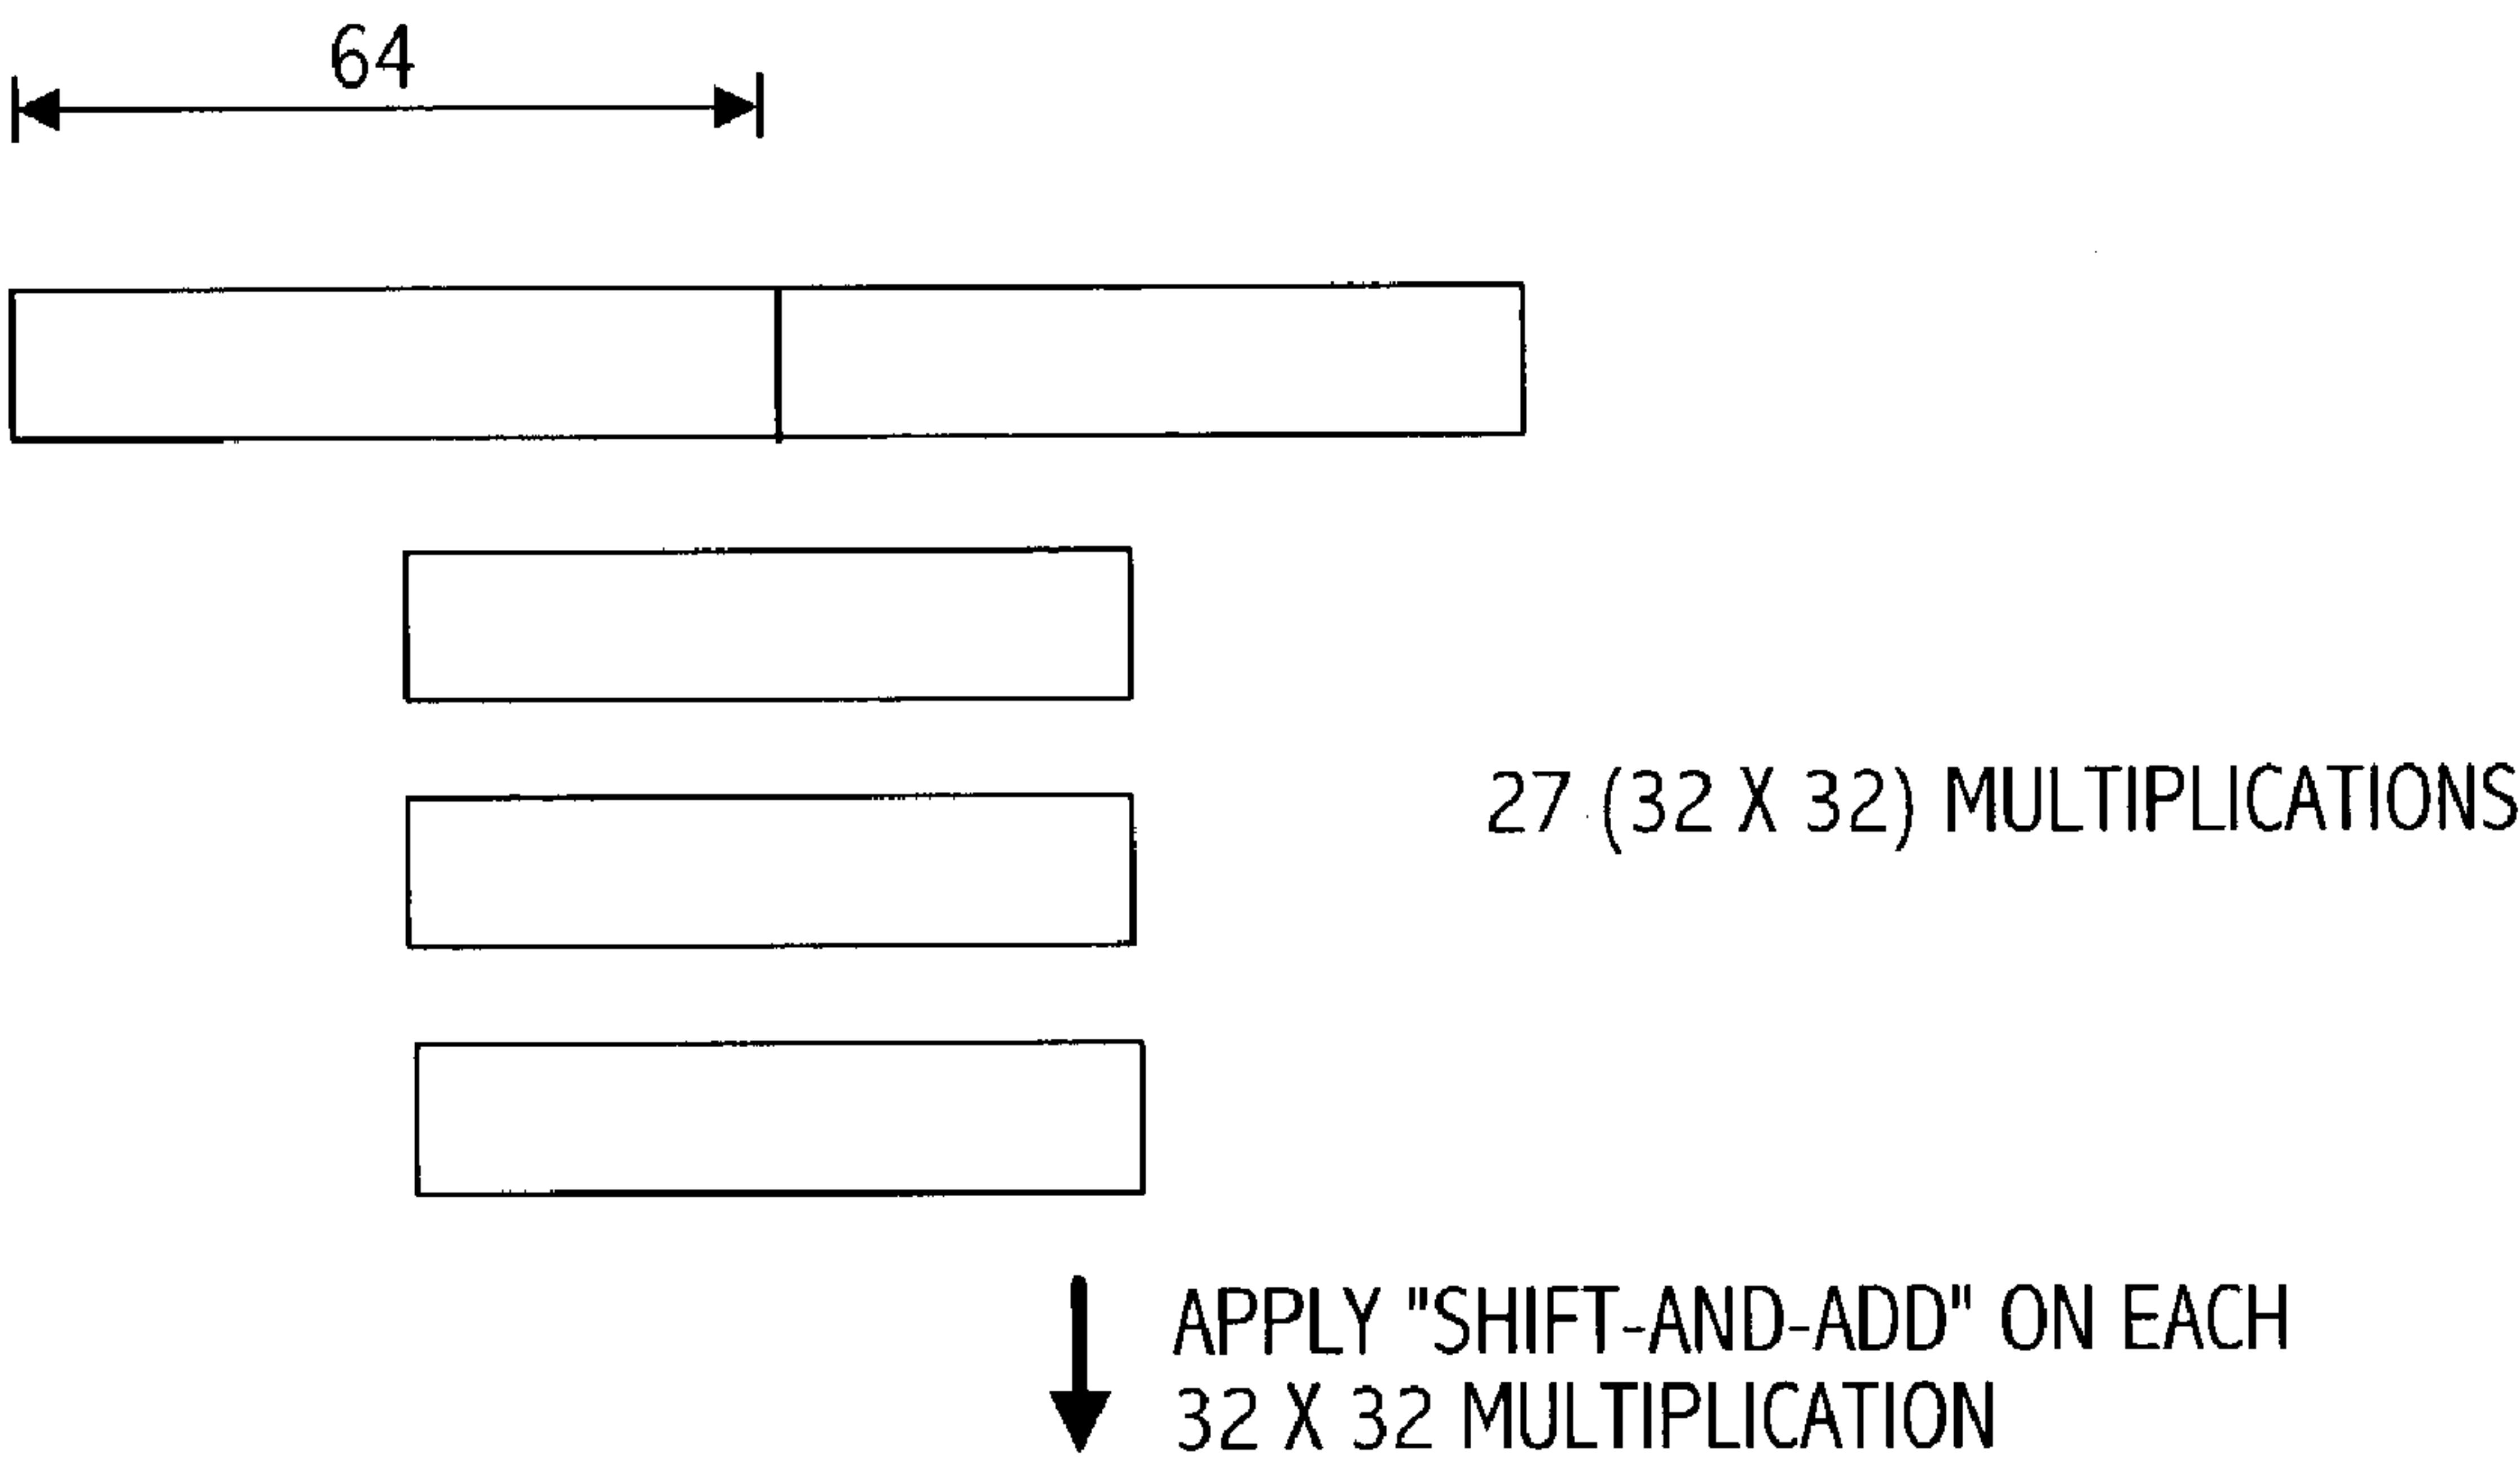 64
27 (32 X 32) MULTIPLICATIONS
APPLY "SHIFT-AND-ADD" ON EACH
32 X 32 MULTIPLICATION